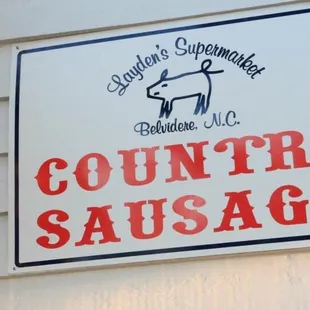 Layden's Supermarket
Belvidere, N.C.
COUNTR
SAUSAG